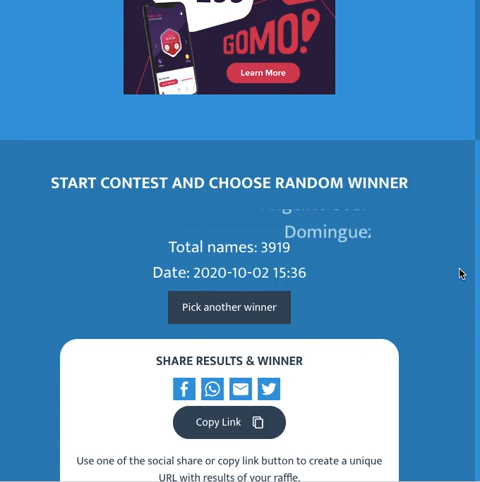 GOMO!
Learn More
START CONTEST AND CHOOSE RANDOM WINNER
Total names: 3919
Date: 2020-10-02 15:36
Pick another winner
SHARE RESULTS & WINNER
Copy Link
Use one of the social share or copy link button to create a unique
URL with results of your raffle.